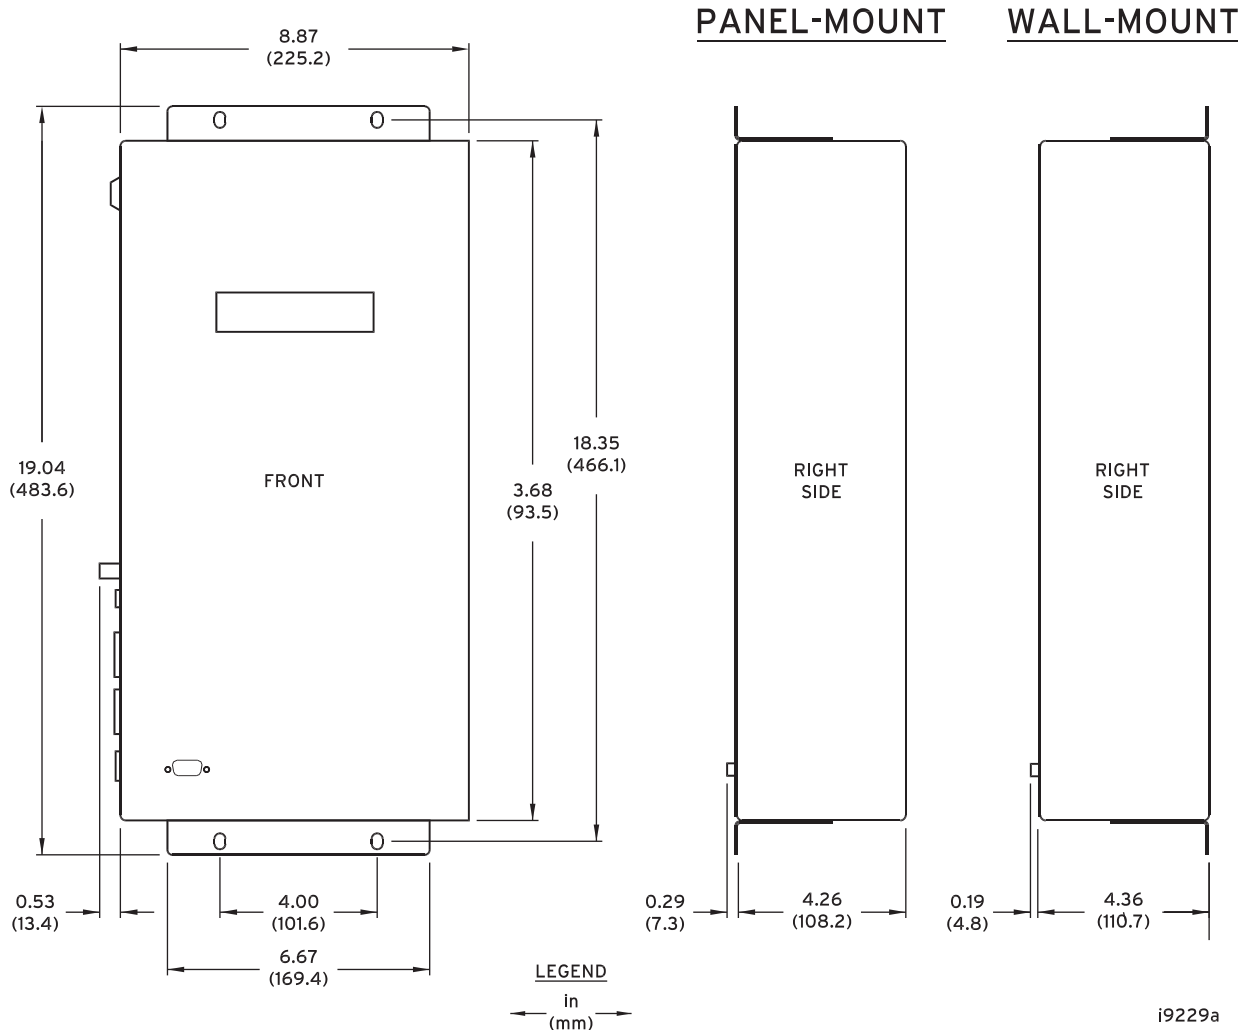 PANEL-MOUNT
WALL-MOUNT
8.87
(225.2)
19.04
(483.6)
FRONT
18.35
(466.1)
3.68
(93.5)
RIGHT
SIDE
RIGHT
SIDE
0.53
(13.4)
4.00
(101.6)
6.67
(169.4)
0.29
(7.3)
4.26
(108.2)
0.19
(4.8)
4.36
(110.7)
LEGEND
in
(mm)
j9229a